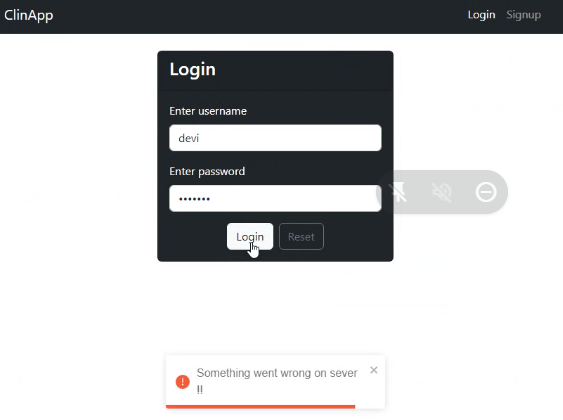 ClinApp
Login Signup
Login
Enter username
devi
Enter password
•••••••
Login Reset
Something went wrong on sever
!!